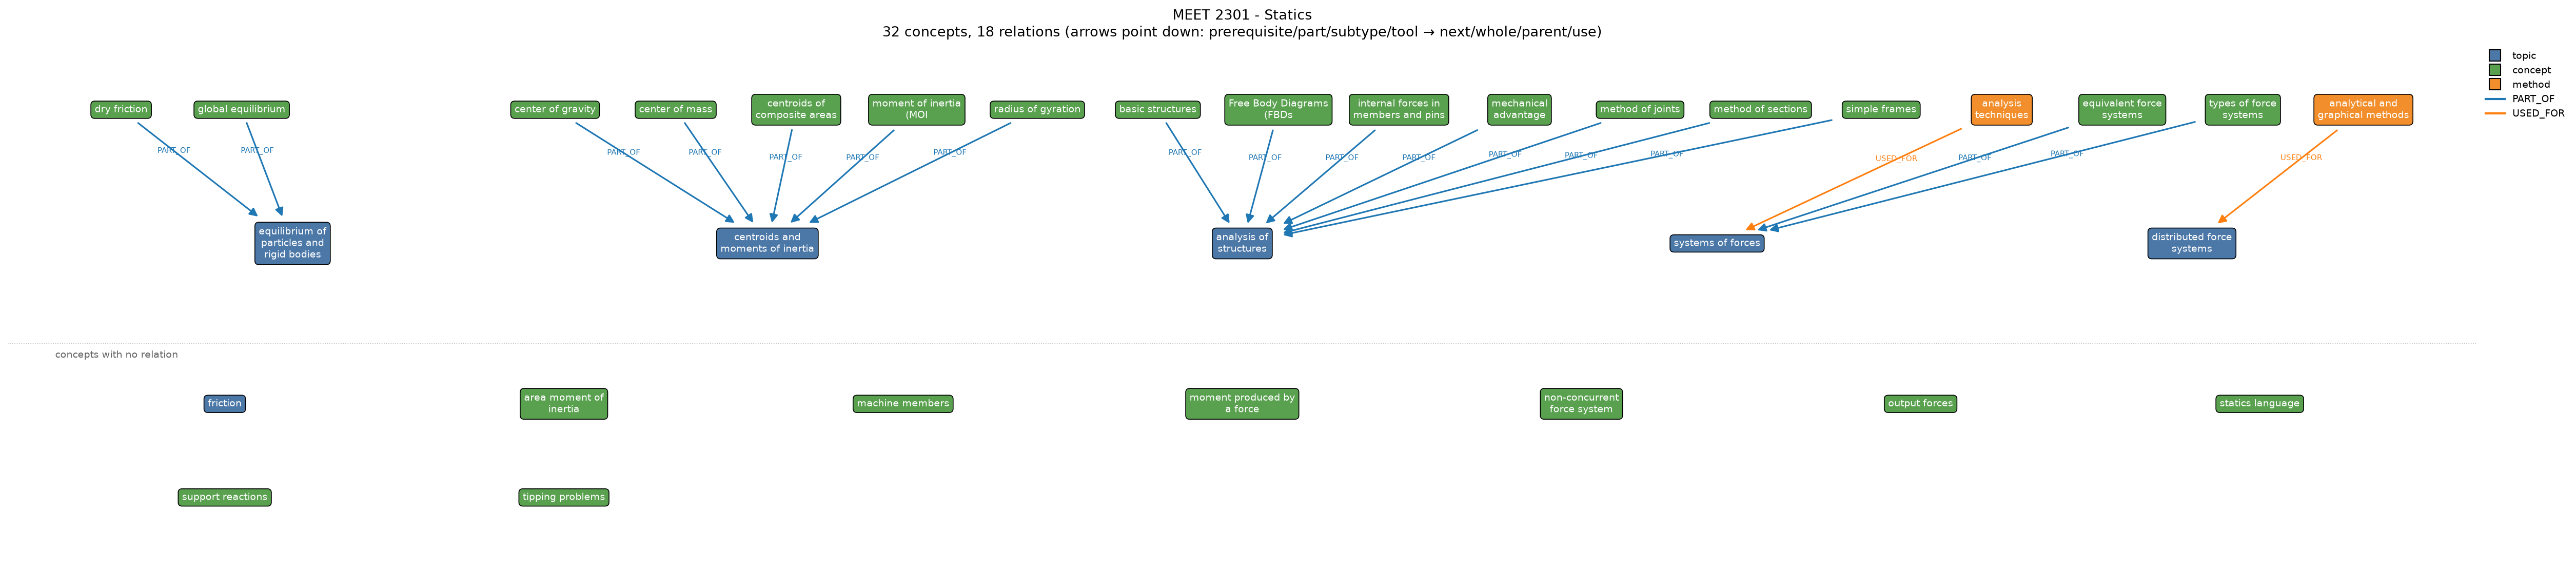 MEET 2301 - Statics
32 concepts, 18 relations (arrows point down: prerequisite/part/subtype/tool → next/whole/parent/use)
topic
concept
method
PART_OF
USED_FOR
dry friction
global equilibrium
center of gravity
center of mass
centroids of
composite areas
moment of inertia
(MOI
radius of gyration
basic structures
Free Body Diagrams
(FBDs
internal forces in
members and pins
mechanical
advantage
method of joints
method of sections
simple frames
analysis
techniques
equivalent force
systems
types of force
systems
analytical and
graphical methods
PART_OF
PART_OF
PART_OF
PART_OF
PART_OF
PART_OF
PART_OF
PART_OF
PART_OF
PART_OF
PART_OF
PART_OF
PART_OF
PART_OF
USED_FOR
PART_OF
PART_OF
USED_FOR
equilibrium of
particles and
rigid bodies
centroids and
moments of inertia
analysis of
structures
systems of forces
distributed force
systems
concepts with no relation
friction
area moment of
inertia
machine members
moment produced by
a force
non-concurrent
force system
output forces
statics language
support reactions
tipping problems